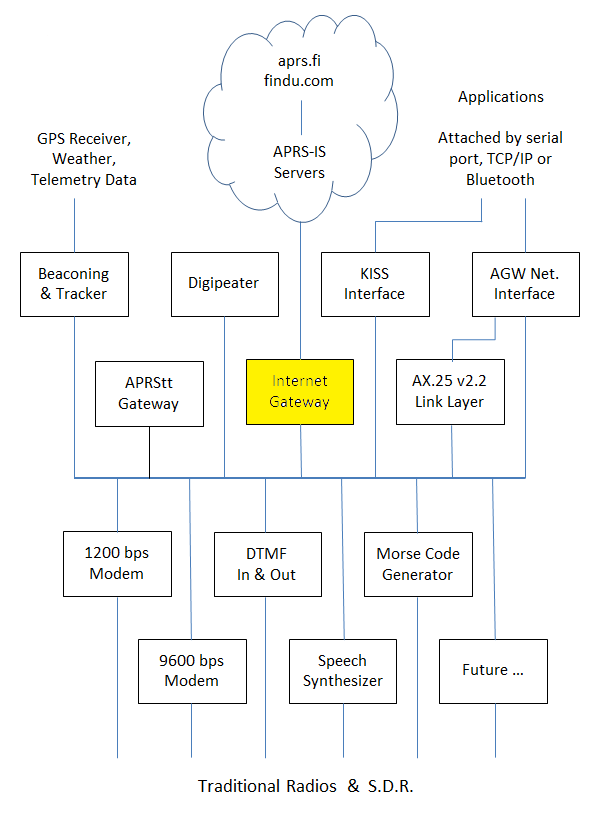 aprs.fi
findu.com
APRS-IS
Servers
Applications
Attached by serial
port, TCP/IP or
Bluetooth
GPS Receiver,
Weather,
Telemetry Data
Beaconing
& Tracker
Digipeater
KISS
Interface
AGW Net.
Interface
APRStt
Gateway
Internet
Gateway
AX.25 v2.2
Link Layer
1200 bps
Modem
DTMF
In & Out
Morse Code
Generator
9600 bps
Modem
Speech
Synthesizer
Future ...
Traditional Radios & S.D.R.